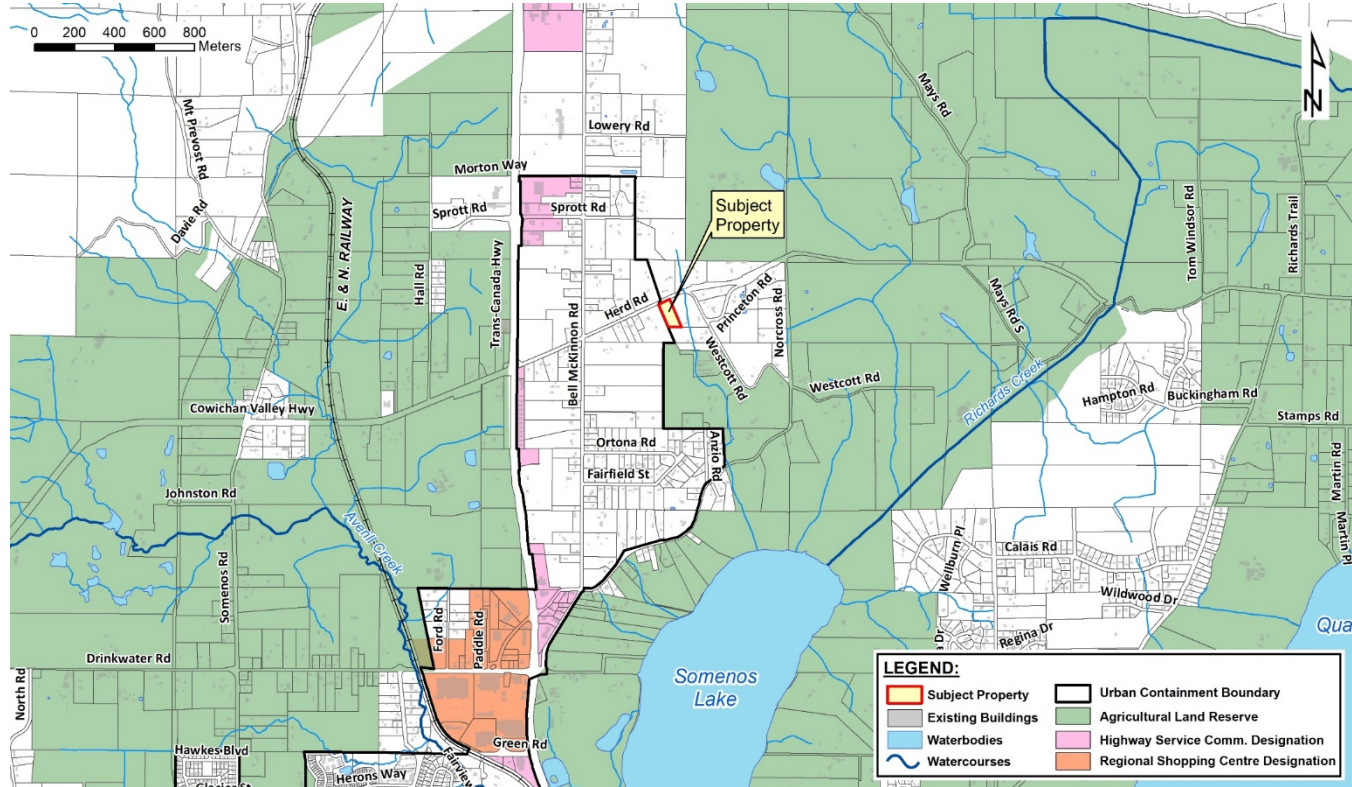 0 200 400 600 800
Meters
N
Mt Prevost Rd
Davie Rd
E. & N. RAILWAY
Morton Way
Sprott Rd
Hall Rd
Trans-Canada Hwy
Lowery Rd
Sprott Rd
Subject
Property
Herd Rd
Bell McKinnon Rd
Princeton Rd
Norcross Rd
Westcott Rd
Westcott Rd
Mays Rd
Mays Rd S
Tom Windsor Rd
Richards Trail
Richards Creek
Hampton Rd
Buckingham Rd
Stamps Rd
Martin Rd
Martin Pl
Cowichan Valley Hwy
Johnston Rd
Somenos Rd
Averill Creek
Ortona Rd
Fairfield St
Anzio Rd
Calais Rd
Wellburn Pl
Wildwood Dr
Regina Dr
Dr
Qua
Ford Rd
Paddle Rd
Drinkwater Rd
North Rd
Somenos
Lake
Green Rd
Hawkes Blvd
Herons Way
Fairview
LEGEND:
Subject Property
Existing Buildings
Waterbodies
Watercourses
Urban Containment Boundary
Agricultural Land Reserve
Highway Service Comm. Designation
Regional Shopping Centre Designation